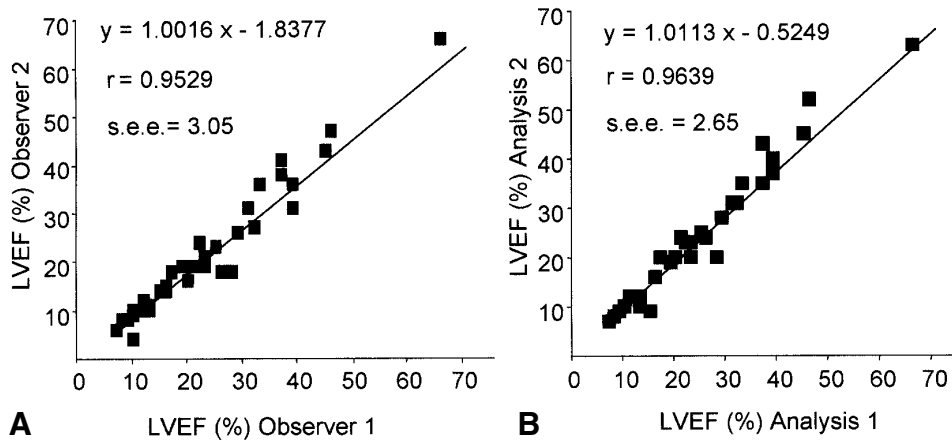 A
y = 1.0016 x - 1.8377
r = 0.9529
s.e.e.= 3.05
LVEF (%) Observer 2
70
60
50
40
30
20
10
0 10 20 30 40 50 60 70
LVEF (%) Observer 1
B
y = 1.0113 x - 0.5249
r = 0.9639
s.e.e. = 2.65
LVEF (%) Analysis 2
70
60
50
40
30
20
10
0 10 20 30 40 50 60 70
LVEF (%) Analysis 1